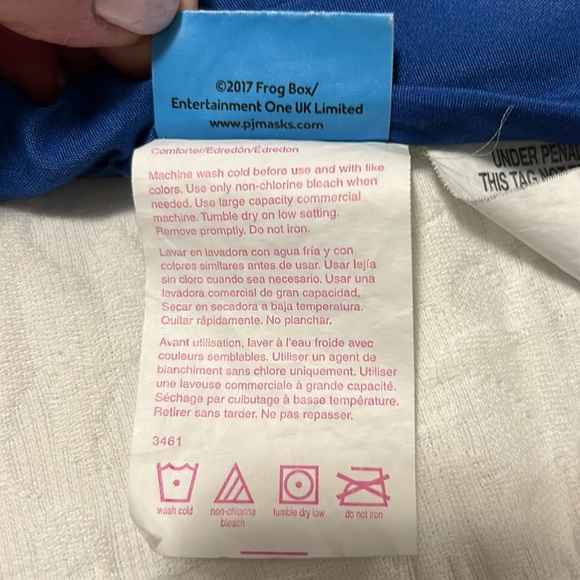 ©2017 Frog Box/
Entertainment One UK Limited
www.pjmasks.com
Comforter/Edredón/Édredon
Machine wash cold before use and with like
colors. Use only non-chlorine bleach when
needed. Use large capacity commercial
machine. Tumble dry on low setting.
Remove promptly. Do not iron.
Lavar en lavadora con agua fría y con
colores similares antes de usar. Usar lejía
sin cloro cuando sea necesario. Usar una
lavadora comercial de gran capacidad.
Secar en secadora a baja temperatura.
Quitar rápidamente. No planchar.
Avant utilisation, laver à l'eau froide avec
couleurs semblables. Utiliser un agent de
blanchiment sans chlore uniquement. Utiliser
une laveuse commerciale à grande capacité.
Séchage par culbutage à basse température.
Retirer sans tarder. Ne pas repasser.
3461
wash cold
non-chlorine
bleach
tumble dry low
do not iron
UNDER
THIS TAG